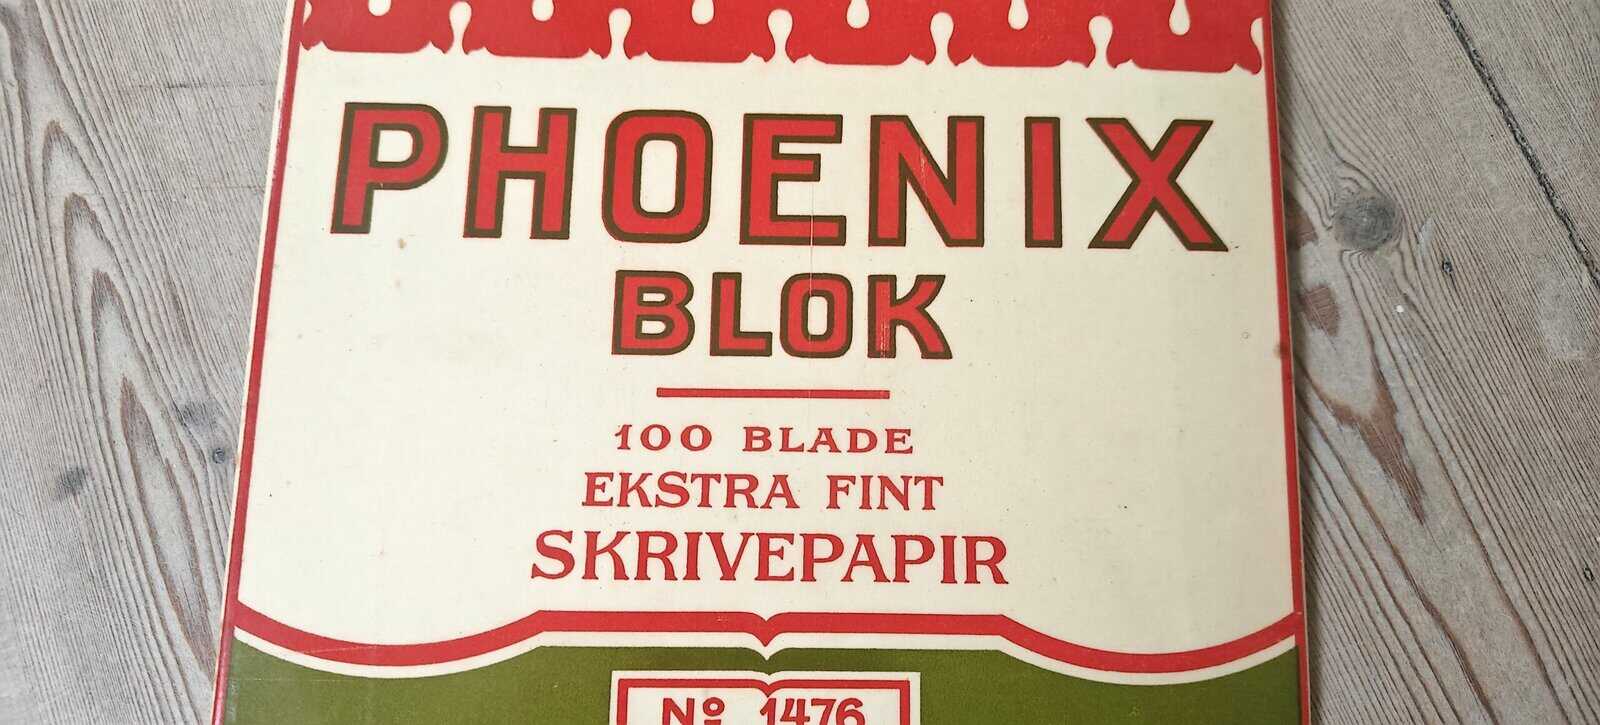 PHOENIX
BLOK
100 BLADE
EKSTRA FINT
SKRIVEPAPIR
Nº 1476